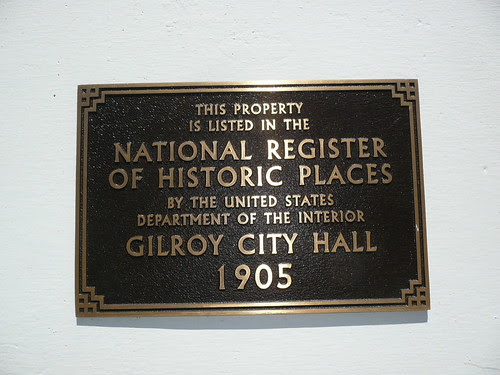 THIS PROPERTY
IS LISTED IN THE
NATIONAL REGISTER
OF HISTORIC PLACES
BY THE UNITED STATES
DEPARTMENT OF THE INTERIOR
GILROY CITY HALL
1905